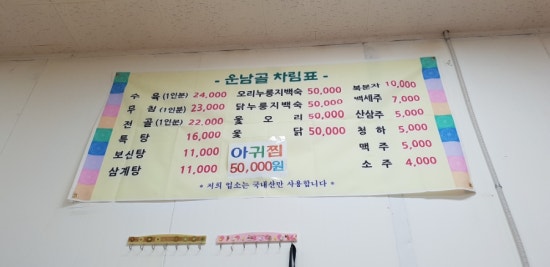 - 운남골 차림표 -
수 육 (1인분) 24,000
무 침 (1인분) 23,000
전 골 (1인분) 22,000
특 탕 16,000
보신탕 11,000
삼계탕 11,000
오리누룽지백숙 50,000
닭누룽지백숙 50,000
옻 오 리 50,000
옻 닭 50,000
아귀찜
50,000원
복분자 10,000
백세주 7,000
산삼주 5,000
청 하 5,000
맥 주 5,000
소 주 4,000
* 저희 업소는 국내산만 사용합니다 *